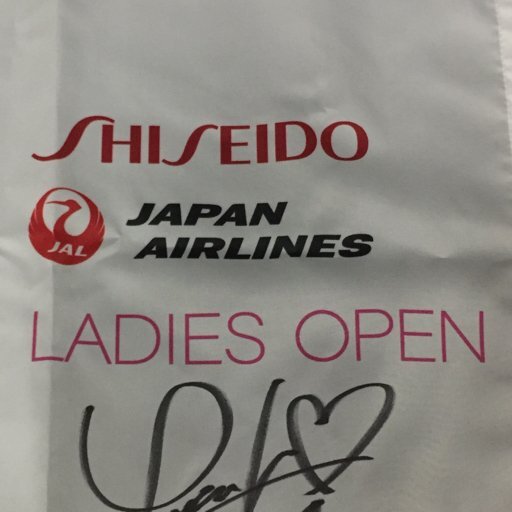 SHISEIDO
JAL
JAPAN
AIRLINES
LADIES OPEN